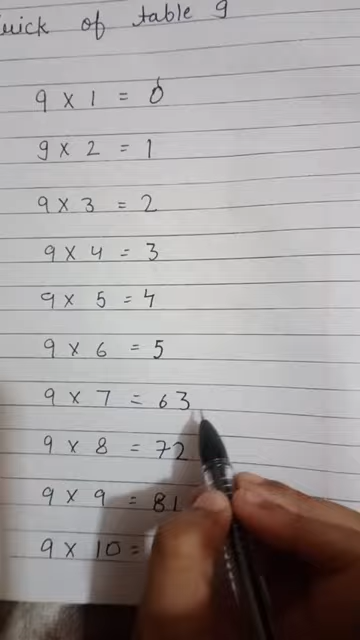 of table 9
9 x 1 = 0
9 x 2 = 1
9 x 3 = 2
9 x 4 = 3
9 x 5 = 4
9 x 6 = 5
9 x 7 = 63
9 x 8 = 72
9 x 9 = 81
9 x 10 =